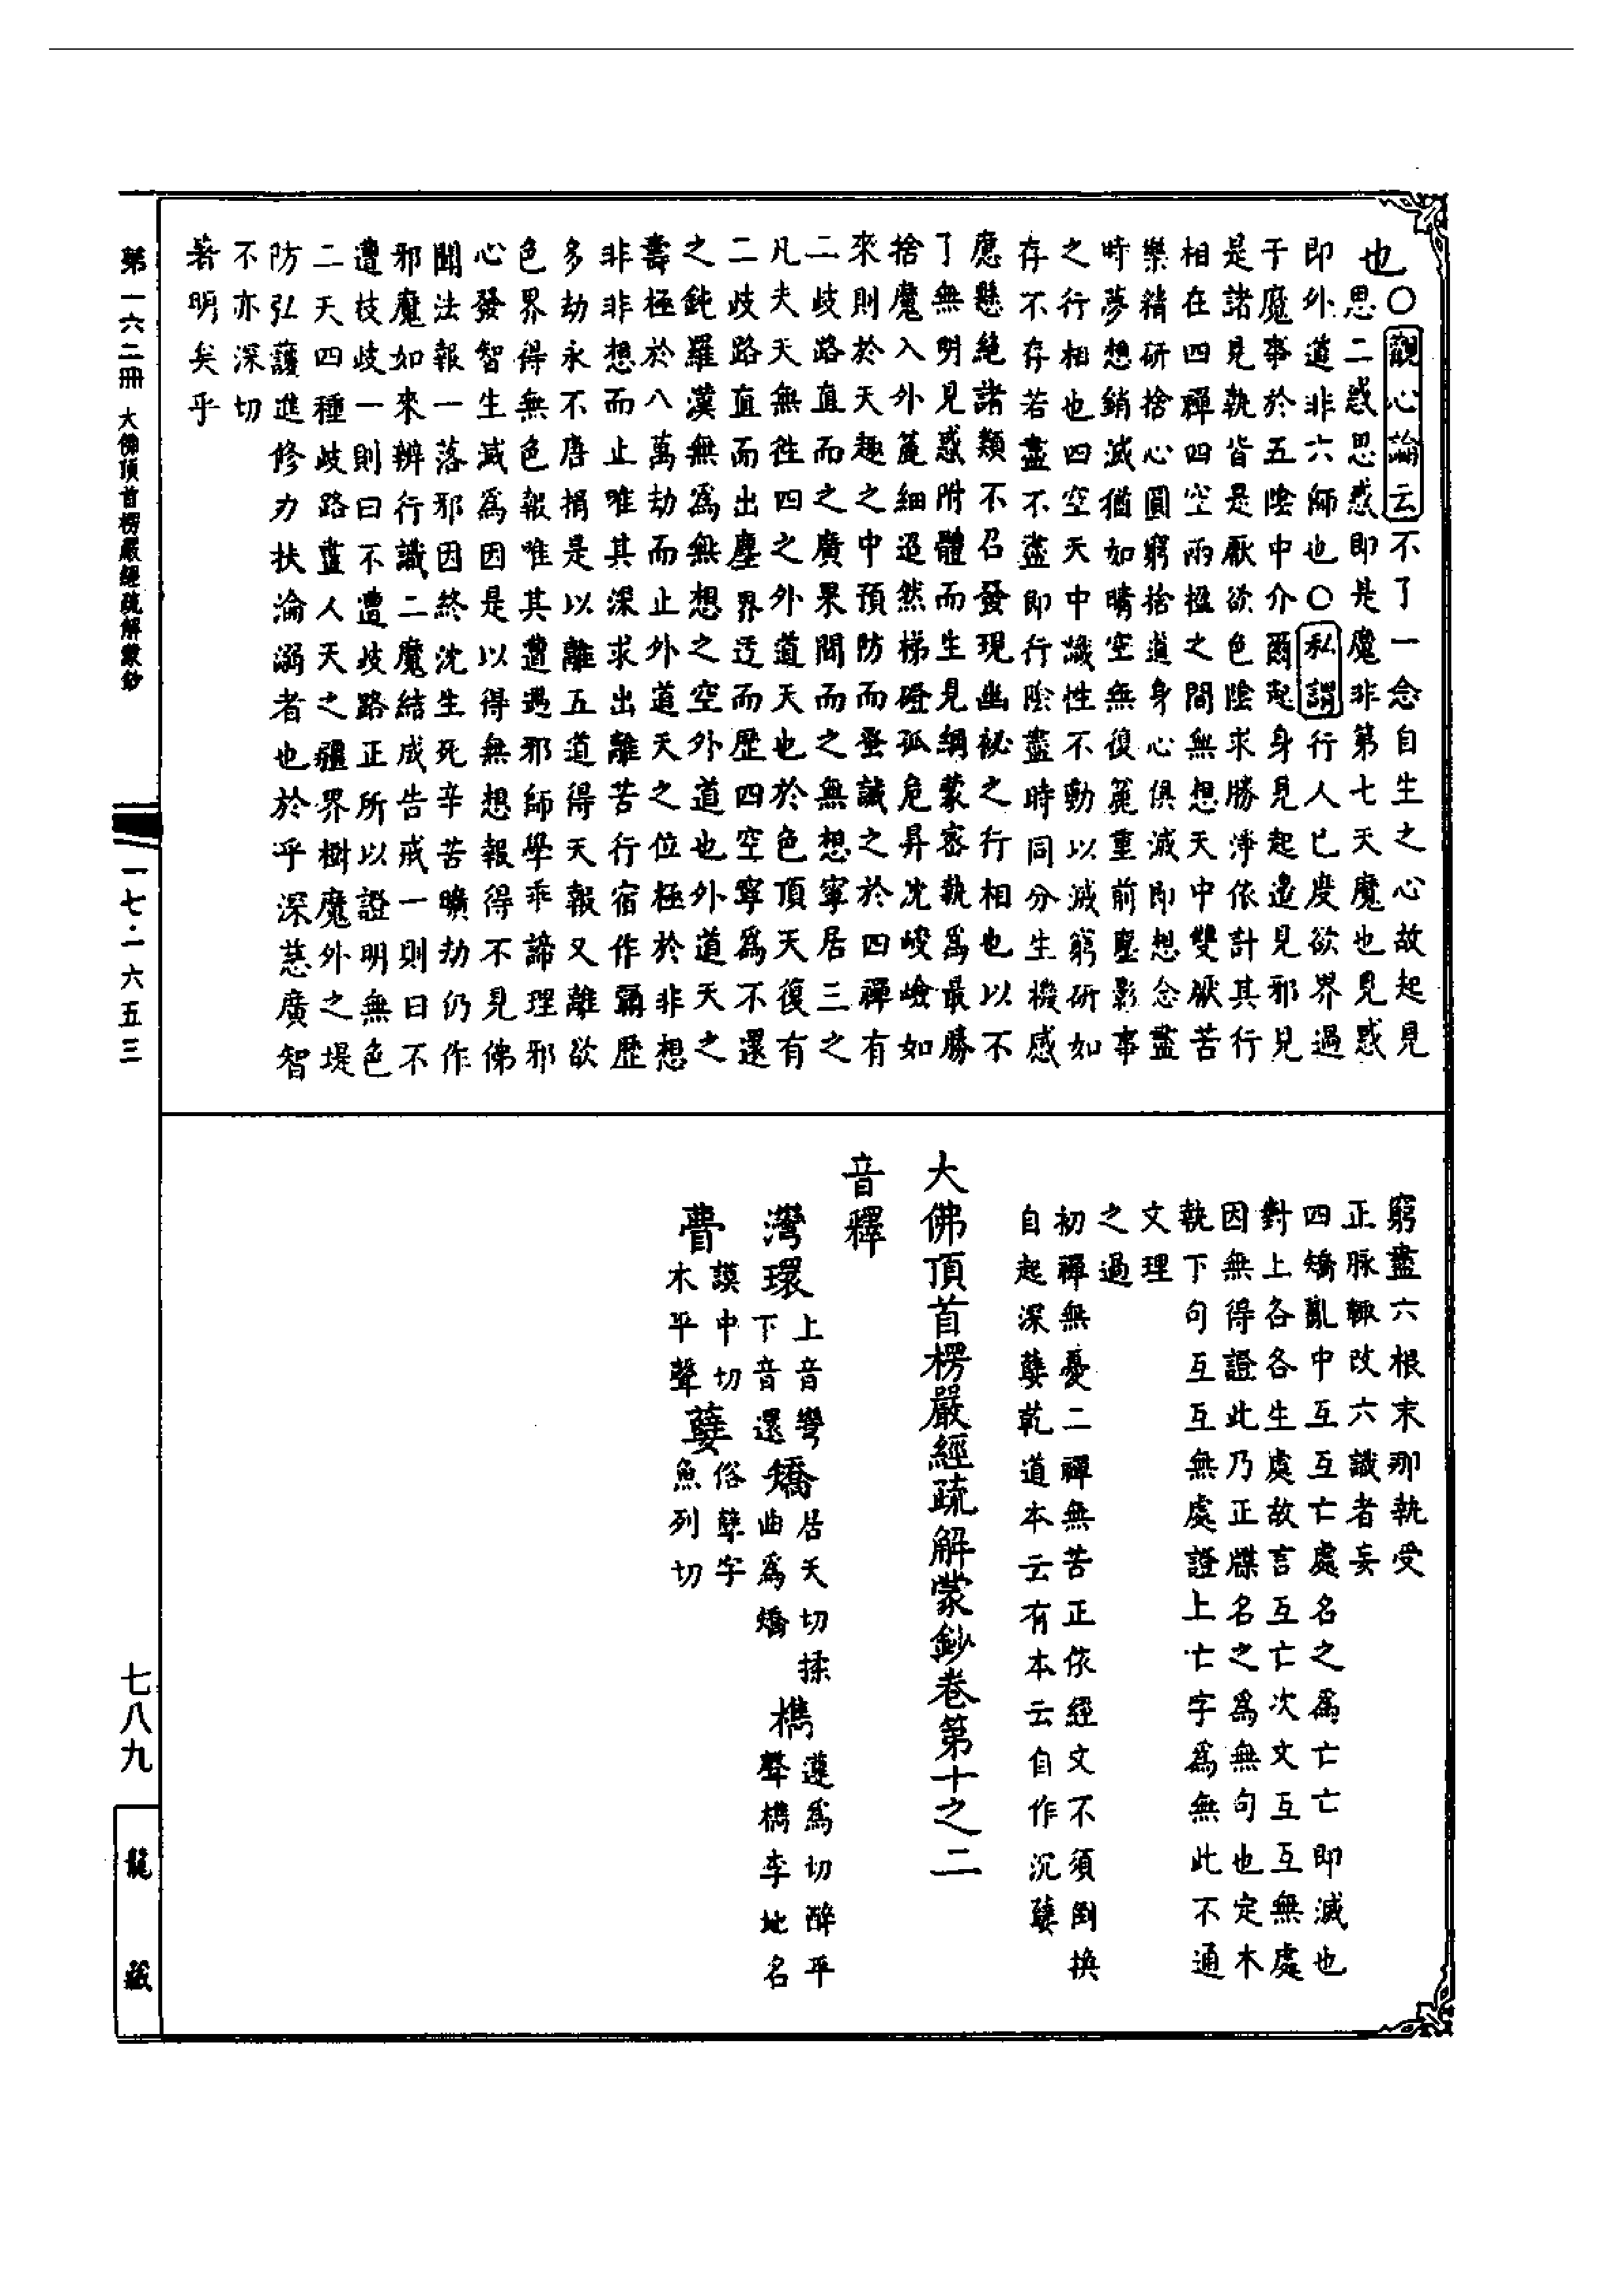 也
○觀心論云不了一念自生之心故起見
思二惑思惑即是魔非第七天魔也見惑
即外道非六師也○私謂行人已度欲界過
于魔事於五陰中介爾起身見起邊見邪見
是諸見執皆是厭欲色陰求勝淨依計其行
相在四禪四空兩楹之間無想天中雙厭苦
樂精研捨心圓窮捨道身心俱滅即想念盡
時夢想銷滅猶如晴空無復麁重前塵影事
之行相也四空天中識性不動以滅窮研如
存不存若盡不盡即行陰盡時同分生機感
應懸絕諸類不召發現幽祕之行相也以不
了無明見惑附體而生見網蒙密執爲最勝
捨魔入外麁細迢然梯磴孤危昇沈峻嶮如
來則於天趣之中預防而蚤誡之於四禪有
二歧路直而之廣果間而之無想寧居三之
凡夫天無徃四之外道天也於色頂天復有
二歧路直而出塵界迂而歷四空寧爲不還
之鈍羅漢無爲無想之空外道也外道天之
壽極於八萬劫而止外道天之位極於非想
非非想而止唯其深求出離苦行宿作彌歷
多劫永不唐捐是以離五道得天報又離欲
色界得無色報唯其遭遇邪師學乖諦理邪
心發智生滅爲因是以得無想報得不見佛
聞法報一落邪因終沈生死辛苦曠劫仍作
邪魔如來辨行識二魔結成告戒一則曰不
遭枝歧一則曰不遭歧路正所以證明無色
二天四種歧路畫人天之疆界樹魔外之堤
防弘護進修力扶淪溺者也於乎深慈廣智
不亦深切
著明矣乎
窮盡六根末那執受
正脉輙改六識者妄
四矯亂中互互亡處名之爲亡亡即滅也
對上各各生處故言互亡次文互互無處
因無得證此乃正牒名之爲無句也定木
執下句互互無處證上亡字爲無此不通
文理
之過
初禪無憂二禪無苦正依經文不須倒換
自起深孽乾道本云有本云自作沉孽
大佛頂首楞嚴經疏解蒙鈔卷第十之二
音釋
灣環上音彎下音還矯居夭切揉曲爲矯檇遵爲切醉平聲檇李地名
瞢謨中切木平聲孽俗孼字魚列切
第一六二冊 大佛頂首楞嚴經疏解蒙鈔
一七·一六五三
七八九
龍藏